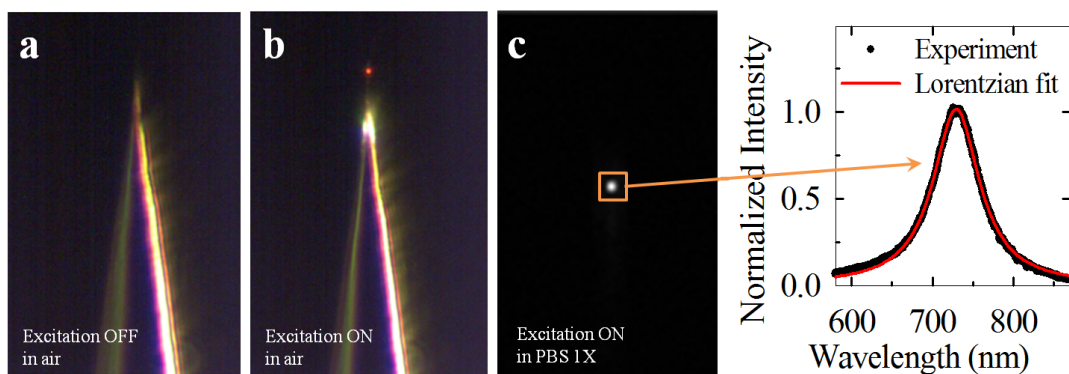 a
Excitation OFF
in air
b
Excitation ON
in air
c
Excitation ON
in PBS 1X
Normalized Intensity
Experiment
Lorentzian fit
1.0
0.5
0.0
600 700 800
Wavelength (nm)